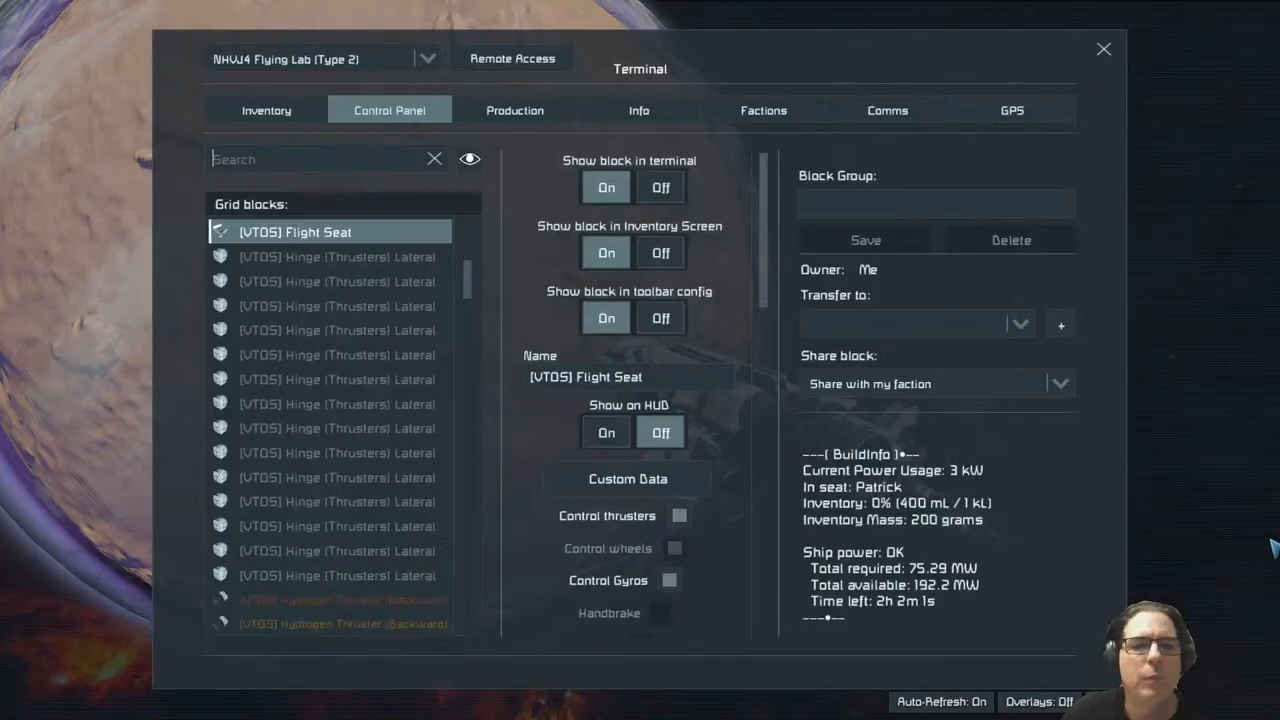 NHVJ4 Flying Lab (Type 2)
Remote Access
Terminal
Inventory
Control Panel
Production
Info
Factions
Comms
GPS
Search
Grid blocks:
[VTOS] Flight Seat
[VTOS] Hinge (Thrusters) Lateral
[VTOS] Hinge (Thrusters) Lateral
[VTOS] Hinge (Thrusters) Lateral
[VTOS] Hinge (Thrusters) Lateral
[VTOS] Hinge (Thrusters) Lateral
[VTOS] Hinge (Thrusters) Lateral
[VTOS] Hinge (Thrusters) Lateral
[VTOS] Hinge (Thrusters) Lateral
[VTOS] Hinge (Thrusters) Lateral
[VTOS] Hinge (Thrusters) Lateral
[VTOS] Hinge (Thrusters) Lateral
[VTOS] Hinge (Thrusters) Lateral
[VTOS] Hinge (Thrusters) Lateral
[VTOS] Hinge (Thrusters) Lateral
[VTOS] Hydrogen Thruster (Backward)
[VTOS] Hydrogen Thruster (Backward)
Show block in terminal
On Off
Show block in Inventory Screen
On Off
Show block in toolbar config
On Off
Name
[VTOS] Flight Seat
Show on HUD
On Off
Custom Data
Control thrusters
Control wheels
Control Gyros
Handbrake
Block Group:
Save Delete
Owner: Me
Transfer to:
+
Share block:
Share with my faction
---( BuildInfo )•--
Current Power Usage: 3 kW
In seat: Patrick
Inventory: 0% (400 mL / 1 kL)
Inventory Mass: 200 grams
Ship power: OK
Total required: 75.29 MW
Total available: 192.2 MW
Time left: 2h 2m 1s
---•--
Auto-Refresh: On
Overlays: Off